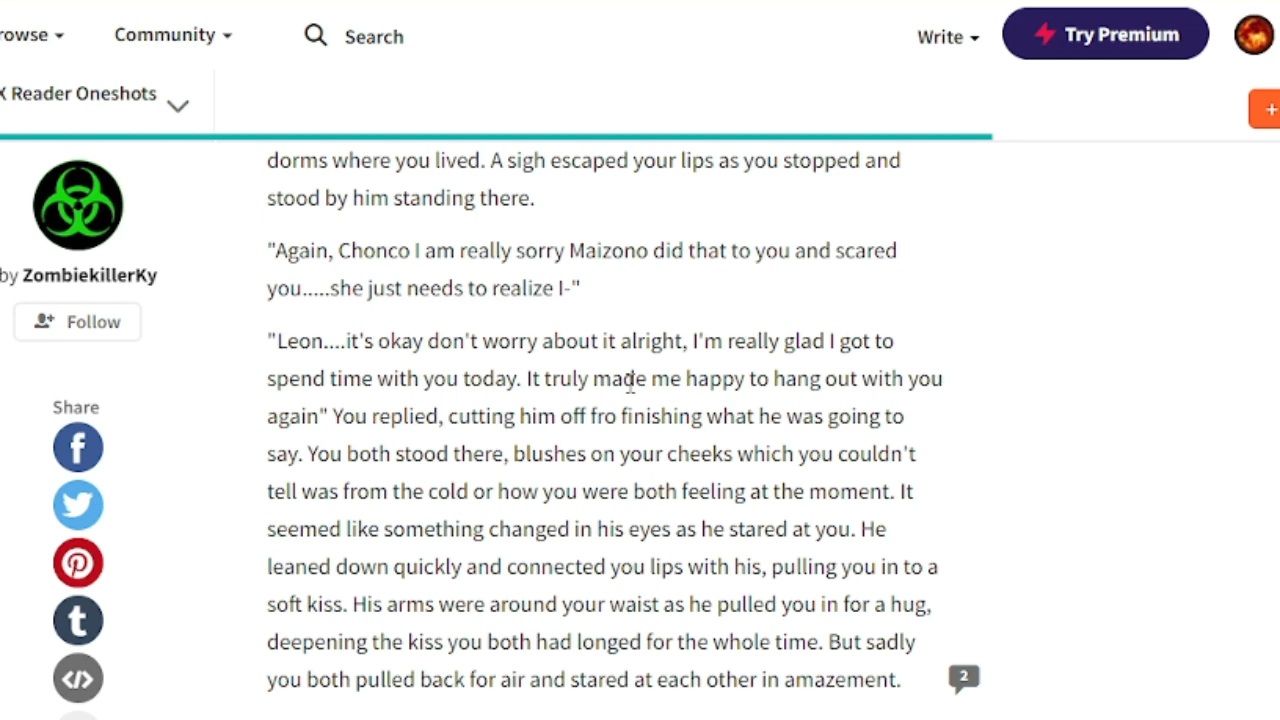 rowse
Community
Search
Write
Try Premium
X Reader Oneshots
+
dorms where you lived. A sigh escaped your lips as you stopped and
stood by him standing there.
by ZombiekillerKy
Follow
"Again, Chonco I am really sorry Maizono did that to you and scared
you.....she just needs to realize I-"
"Leon....it's okay don't worry about it alright, I'm really glad I got to
spend time with you today. It truly made me happy to hang out with you
again" You replied, cutting him off fro finishing what he was going to
say. You both stood there, blushes on your cheeks which you couldn't
tell was from the cold or how you were both feeling at the moment. It
seemed like something changed in his eyes as he stared at you. He
leaned down quickly and connected you lips with his, pulling you in to a
soft kiss. His arms were around your waist as he pulled you in for a hug,
deepening the kiss you both had longed for the whole time. But sadly
you both pulled back for air and stared at each other in amazement.
2
Share
f
t
</>